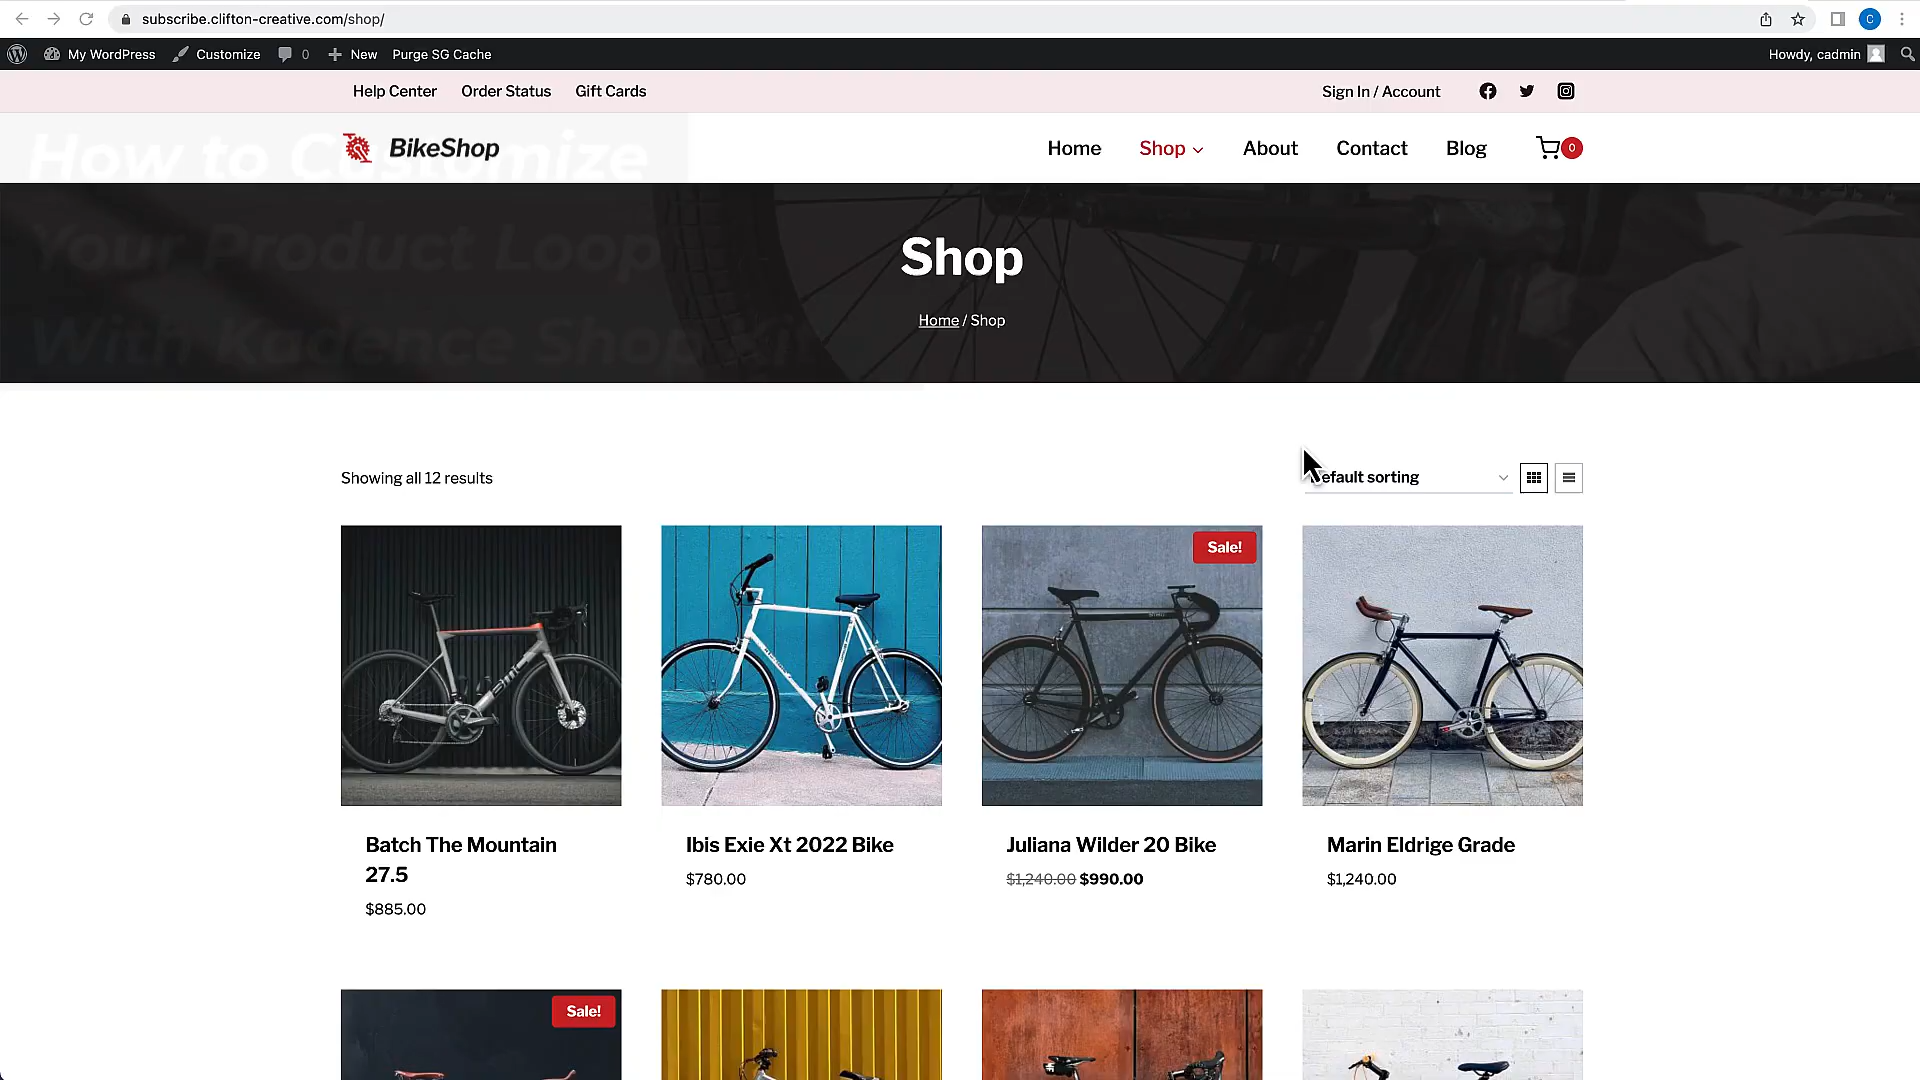 subscribe.clifton-creative.com/shop/
C
My WordPress
Customize
0
New
Purge SG Cache
Howdy, cadmin
Help Center
Order Status
Gift Cards
Sign In / Account
How to Customize
BikeShop
Home
Shop
About
Contact
Blog
0
Your Product Loop
With Kadence Shop Kit
Shop
Home / Shop
Showing all 12 results
efault sorting
Sale!
Batch The Mountain
27.5
$885.00
Ibis Exie Xt 2022 Bike
$780.00
Juliana Wilder 20 Bike
$1,240.00 $990.00
Marin Eldrige Grade
$1,240.00
Sale!